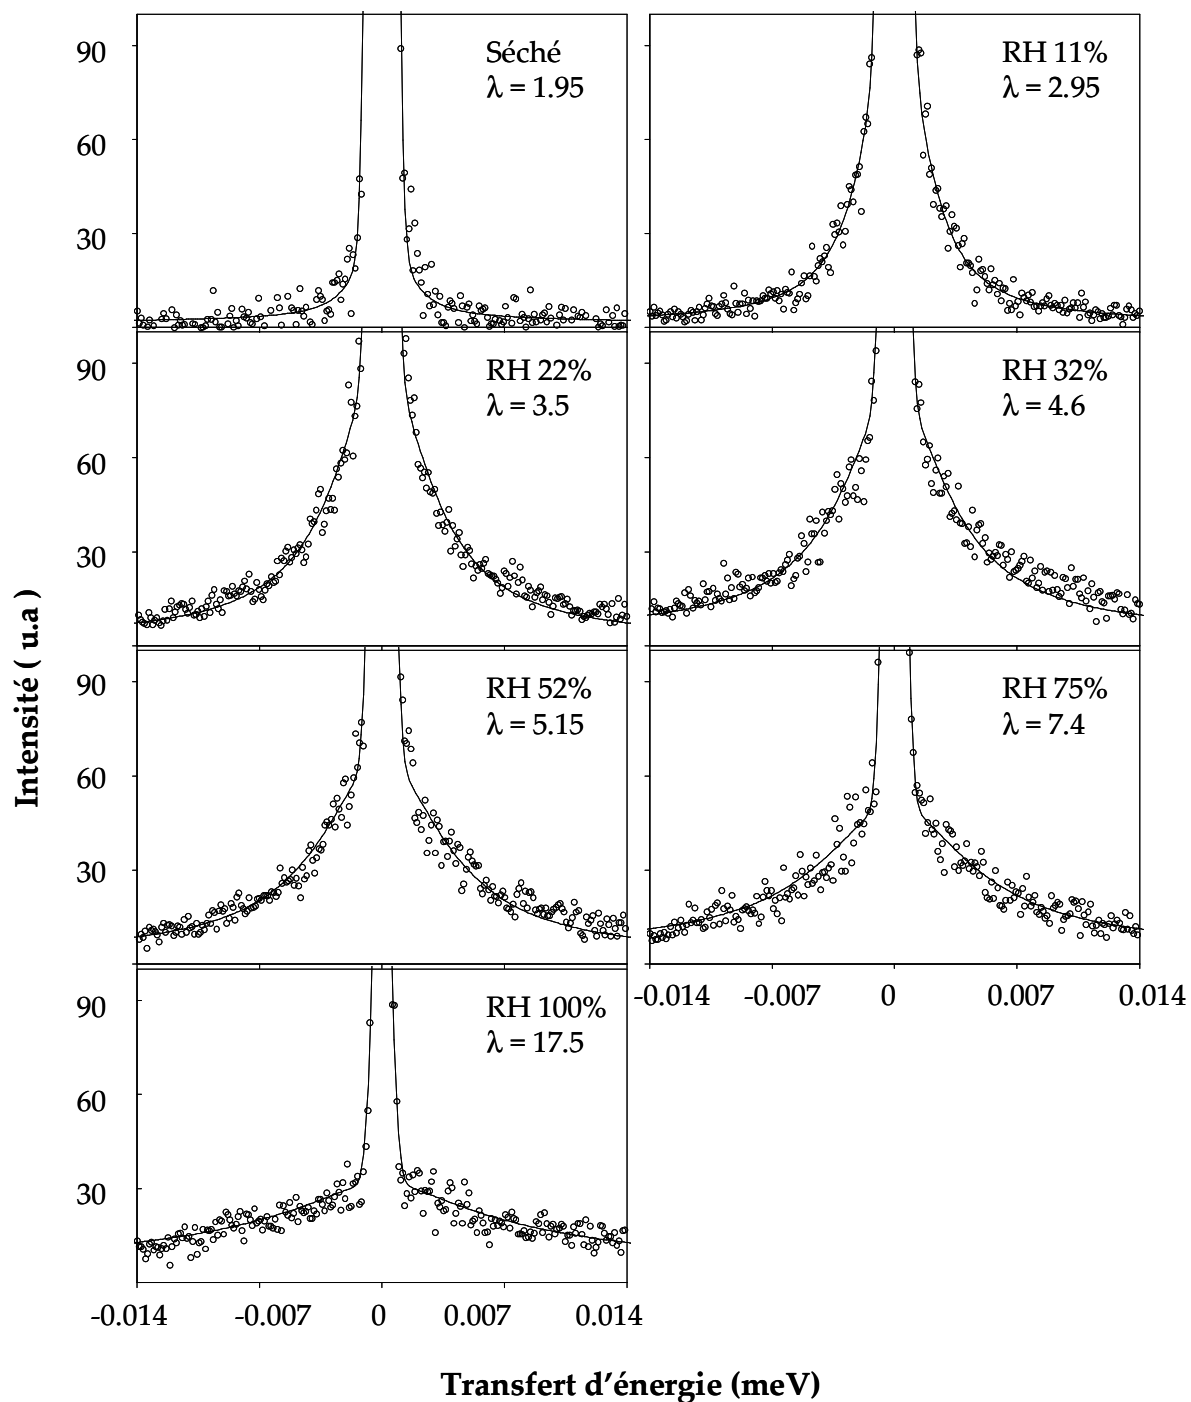 90
60
30
Séché
λ = 1.95
RH 11%
λ = 2.95
90
60
30
RH 22%
λ = 3.5
RH 32%
λ = 4.6
90
60
30
RH 52%
λ = 5.15
RH 75%
λ = 7.4
-0.014 -0.007 0 0.007 0.014
90
60
30
RH 100%
λ = 17.5
-0.014 -0.007 0 0.007 0.014
Intensité ( u.a )
Transfert d’énergie (meV)